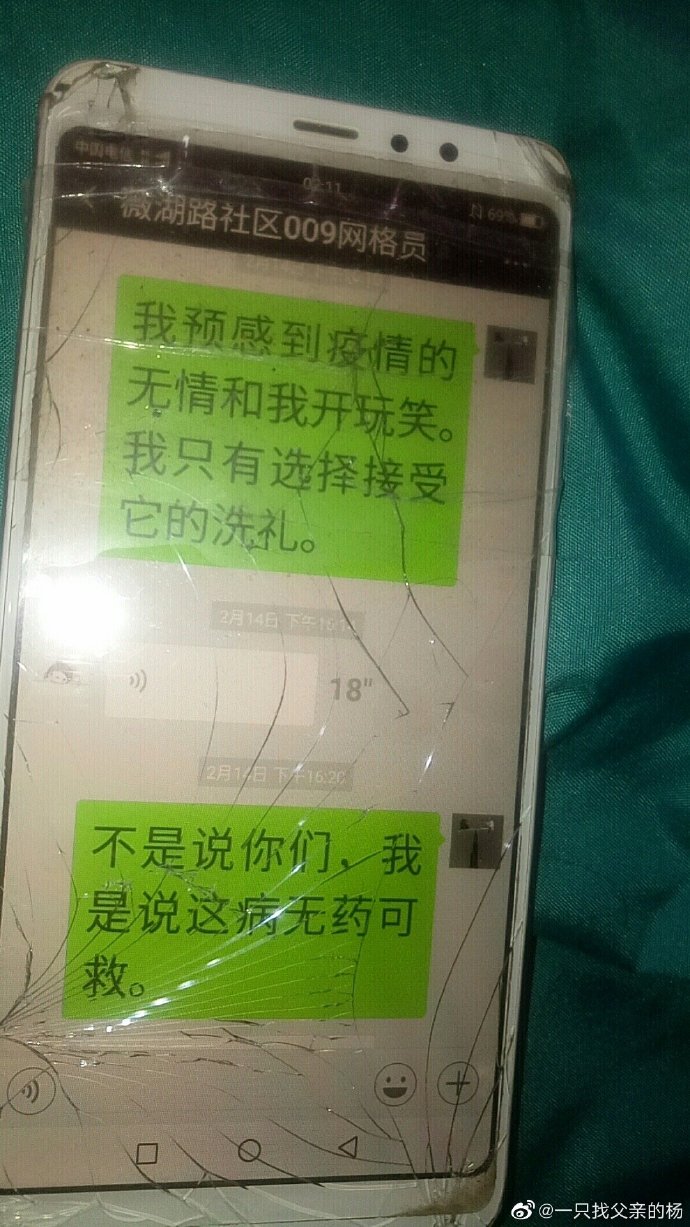 中国电信
02:11
69%
薇湖路社区009网格员
我预感到疫情的
无情和我开玩笑。
我只有选择接受
它的洗礼。
2月14日 下午16:1
18"
2月14日 下午16:20
不是说你们，我
是说这病无药可
救。
@一只找父亲的杨